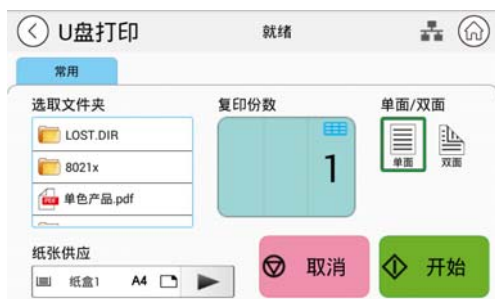 U盘打印 就绪
常用
选取文件夹 复印份数 单面/双面
LOST.DIR
8021x
单色产品.pdf
1
单面 双面
纸张供应
纸盒1 A4
取消 开始